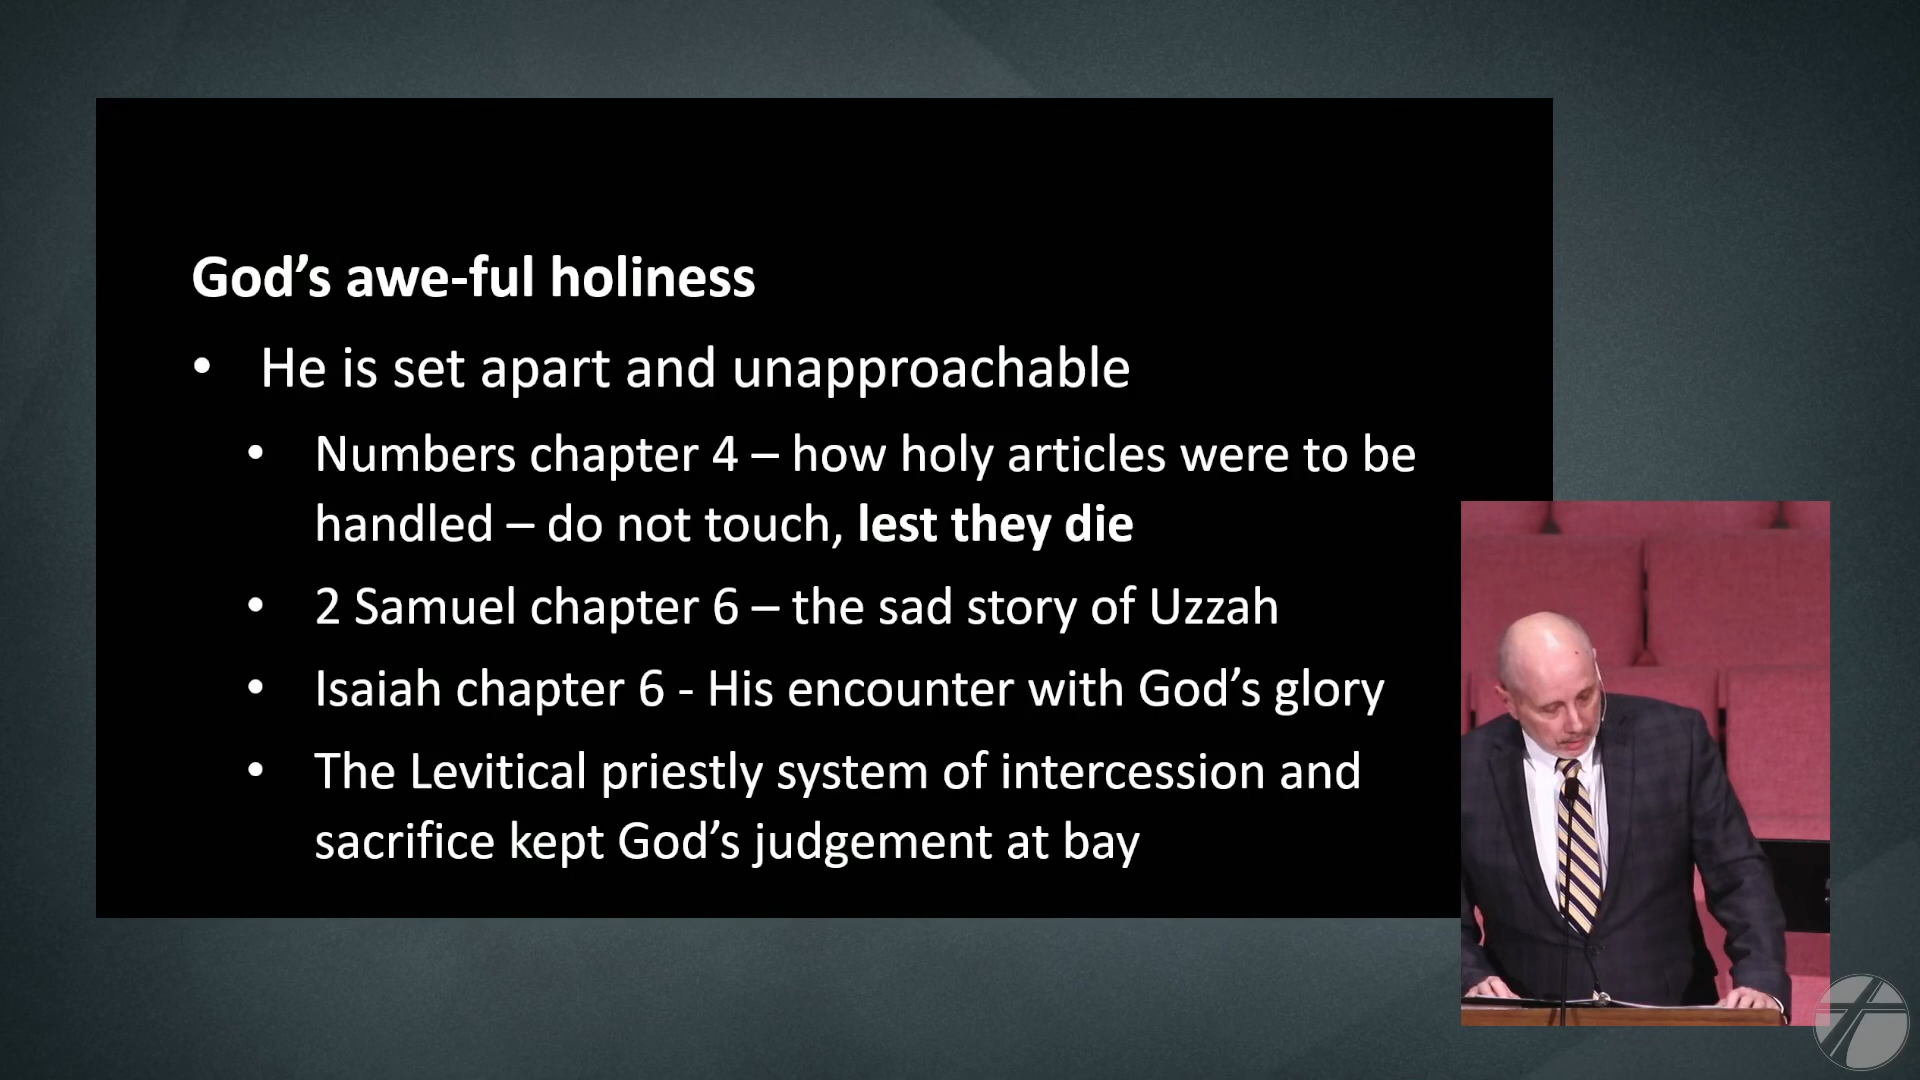 God’s awe-ful holiness
• He is set apart and unapproachable
• Numbers chapter 4 – how holy articles were to be
handled – do not touch, lest they die
• 2 Samuel chapter 6 – the sad story of Uzzah
• Isaiah chapter 6 - His encounter with God’s glory
• The Levitical priestly system of intercession and
sacrifice kept God’s judgement at bay